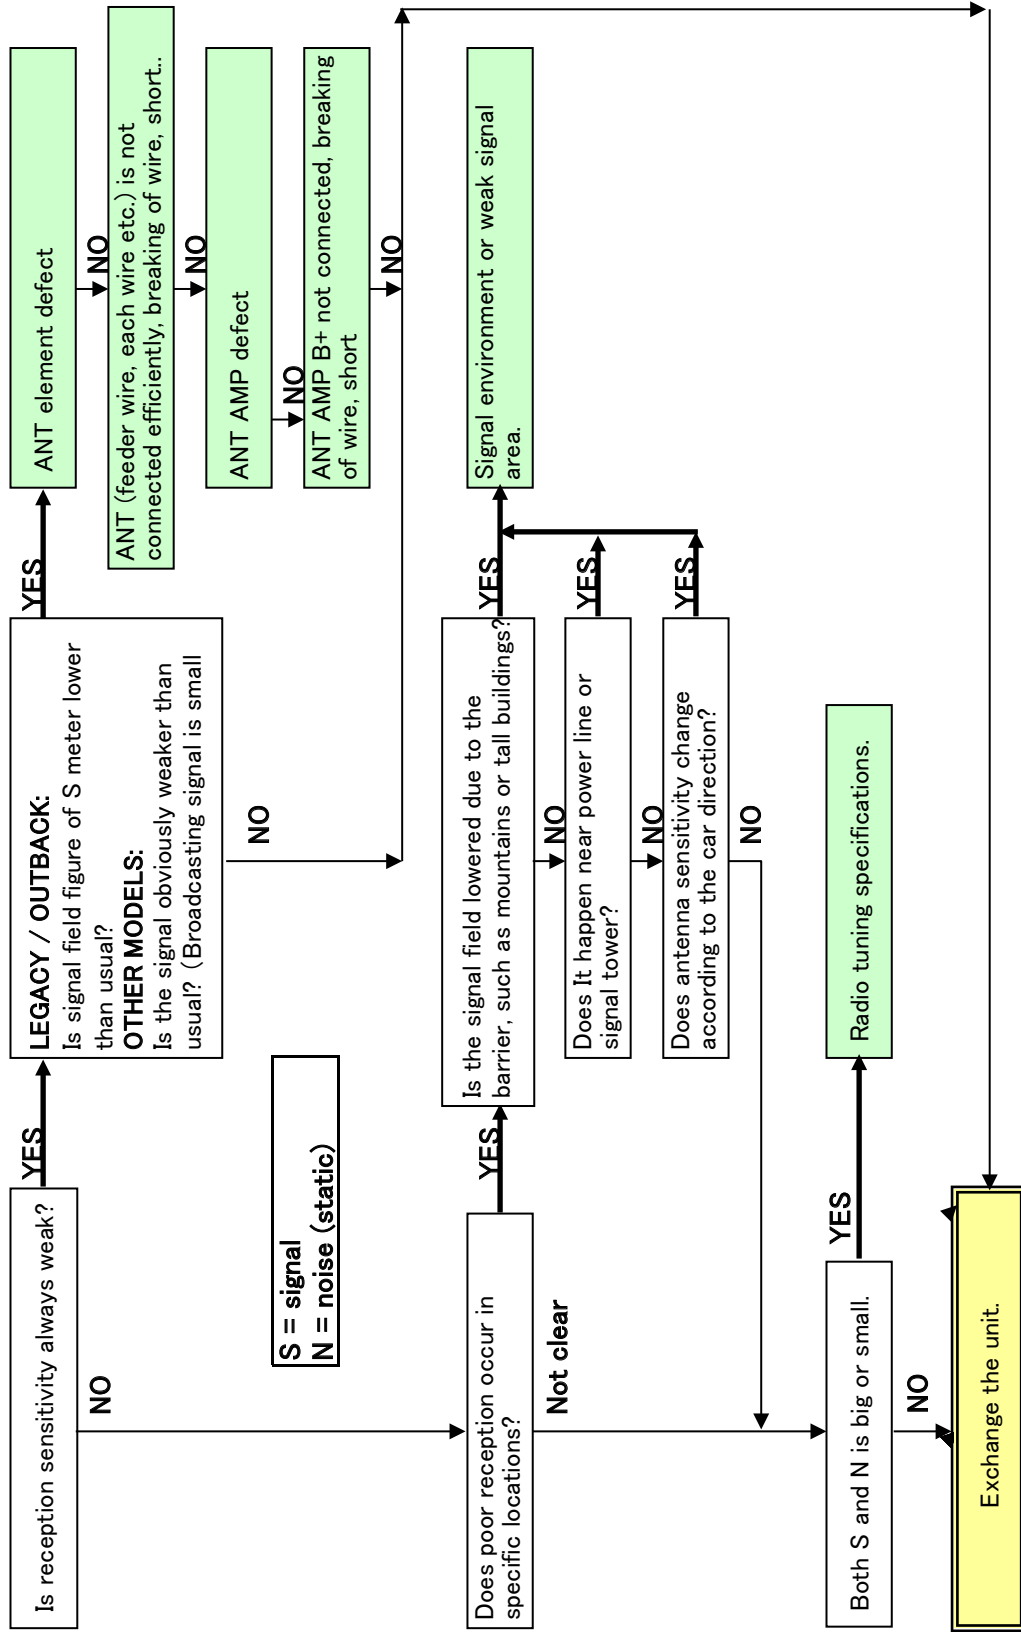 Is reception sensitivity always weak?
YES
NO
LEGACY / OUTBACK:
Is signal field figure of S meter lower
than usual?
OTHER MODELS:
Is the signal obviously weaker than
usual? (Broadcasting signal is small
YES
NO
ANT element defect
NO
ANT (feeder wire, each wire etc.) is not
connected efficiently, breaking of wire, short..
NO
ANT AMP defect
NO
ANT AMP B+ not connected, breaking
of wire, short
NO
S = signal
N = noise (static)
Does poor reception occur in
specific locations?
YES
Not clear
Is the signal field lowered due to the
barrier, such as mountains or tall buildings?
YES
NO
Signal environment or weak signal
area.
Does It happen near power line or
signal tower?
YES
NO
Does antenna sensitivity change
according to the car direction?
YES
NO
Both S and N is big or small.
YES
NO
Radio tuning specifications.
Exchange the unit.